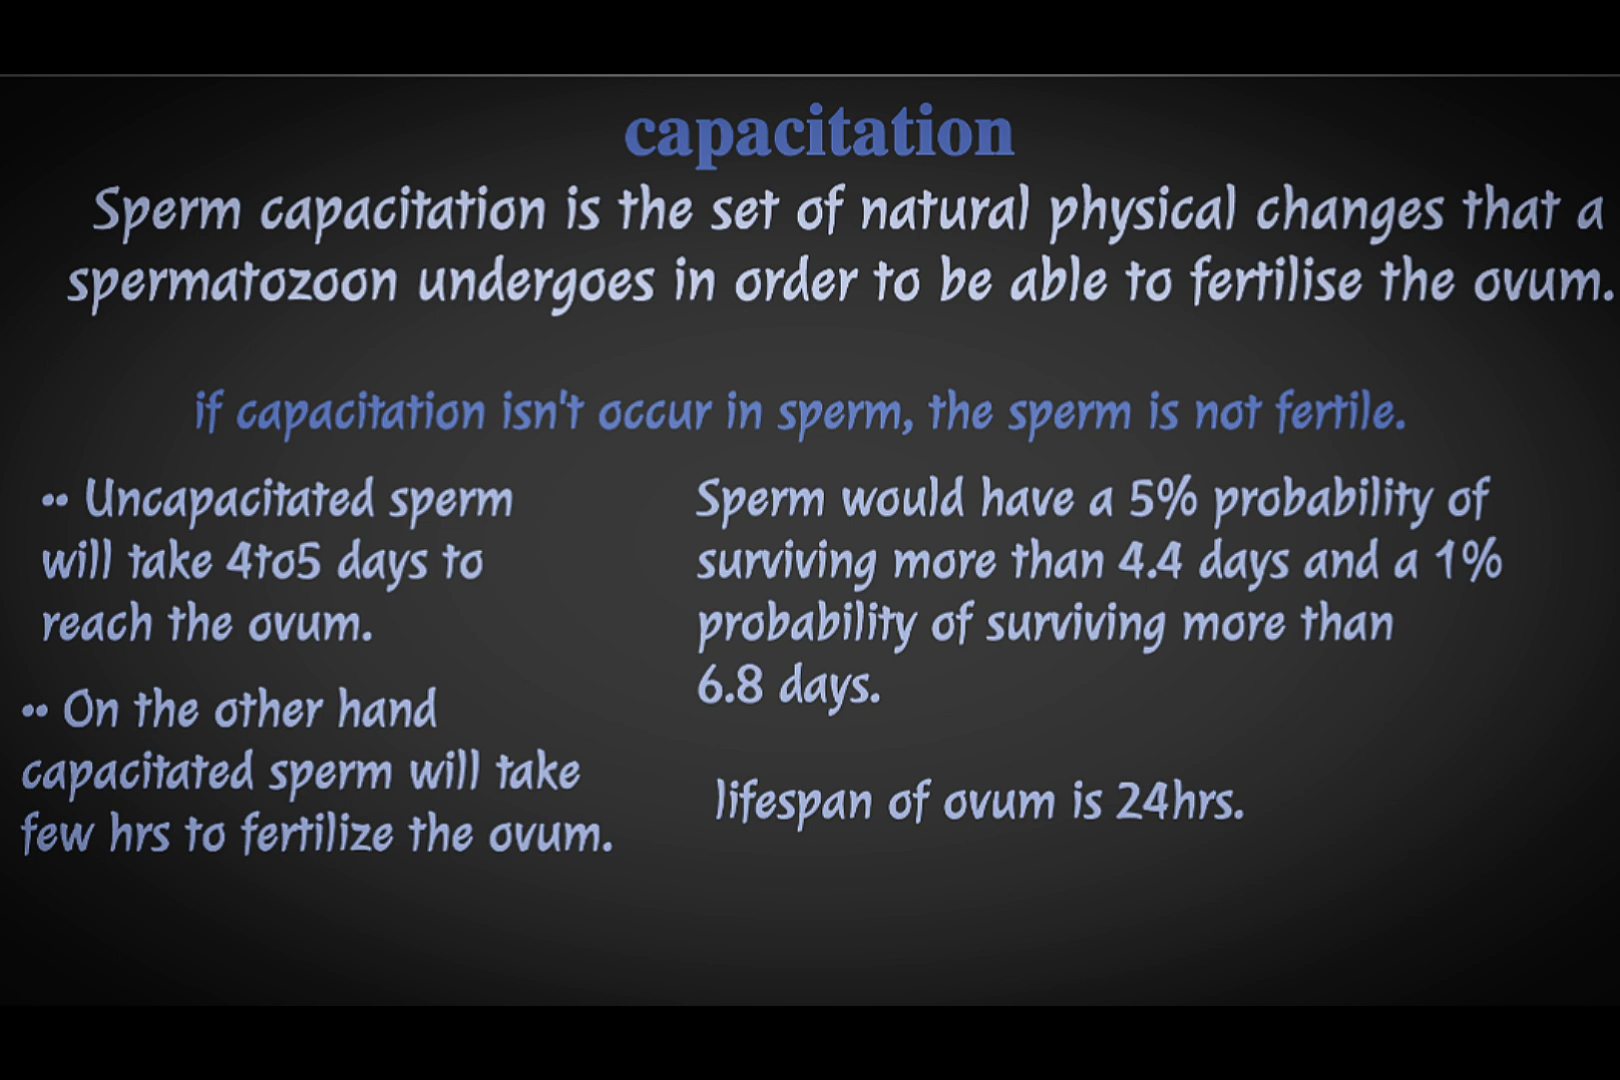 capacitation
Sperm capacitation is the set of natural physical changes that a
spermatozoon undergoes in order to be able to fertilise the ovum.
if capacitation isn't occur in sperm, the sperm is not fertile.
•• Uncapacitated sperm
will take 4to5 days to
reach the ovum.
•• On the other hand
capacitated sperm will take
few hrs to fertilize the ovum.
Sperm would have a 5% probability of
surviving more than 4.4 days and a 1%
probability of surviving more than
6.8 days.
lifespan of ovum is 24hrs.